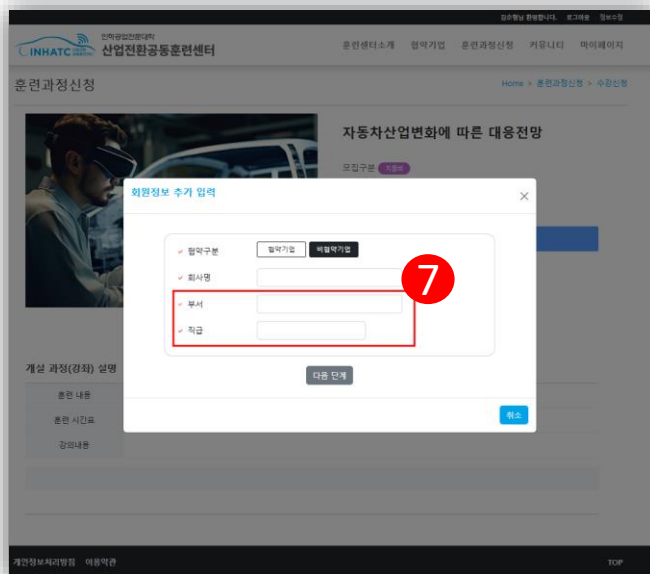 김순형님 환영합니다. 로그아웃 정보수정
INHATC 인하공업전문대학
산업전환공동훈련센터
훈련센터소개 협약기업 훈련과정신청 커뮤니티 마이페이지
훈련과정신청
Home > 훈련과정신청 > 수강신청
자동차산업변화에 따른 대응전망
모집구분
회원정보 추가 입력 ×
협약구분 협약기업 비협약기업
회사명
7
부서
직급
다음 단계
취소
개설 과정(강좌) 설명
훈련 내용
훈련 시간표
강의내용
개인정보처리방침 이용약관 TOP